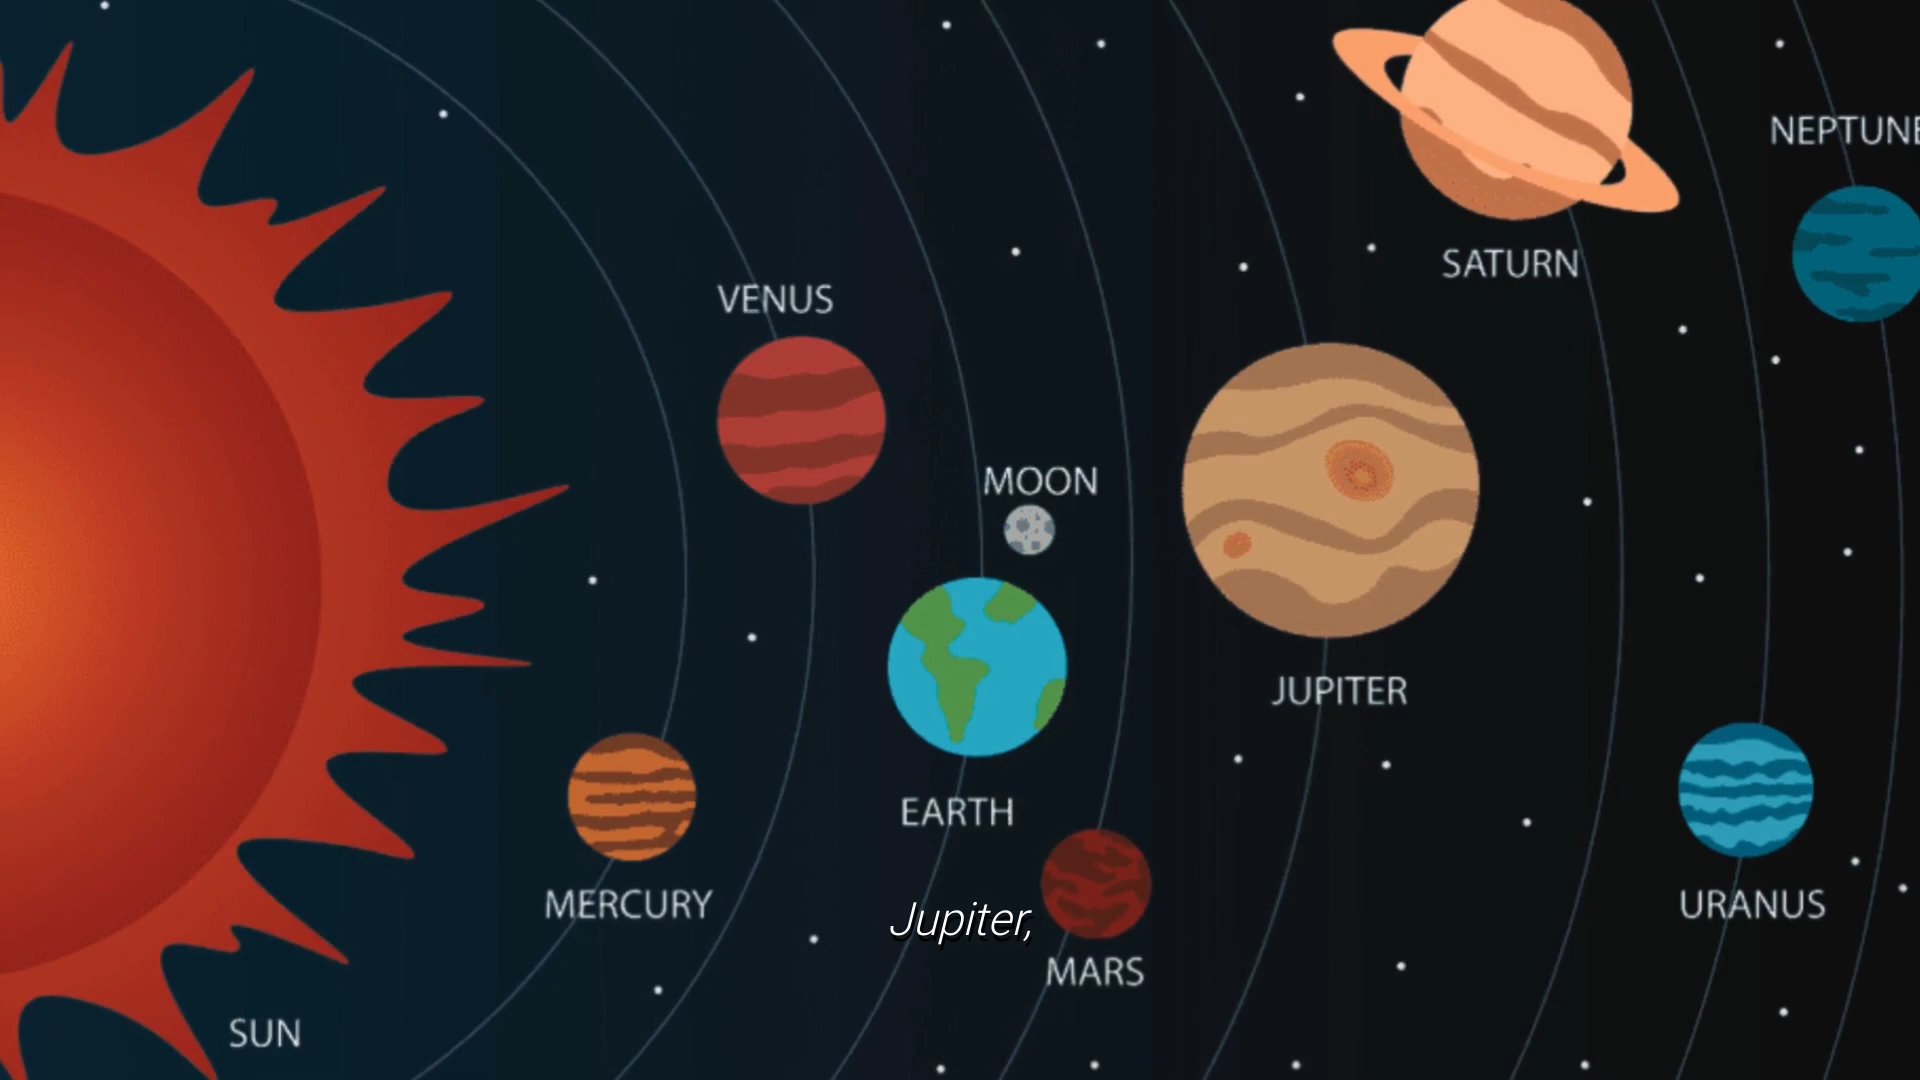 NEPTUNE
SATURN
VENUS
MOON
JUPITER
EARTH
MERCURY
URANUS
Jupiter,
MARS
SUN